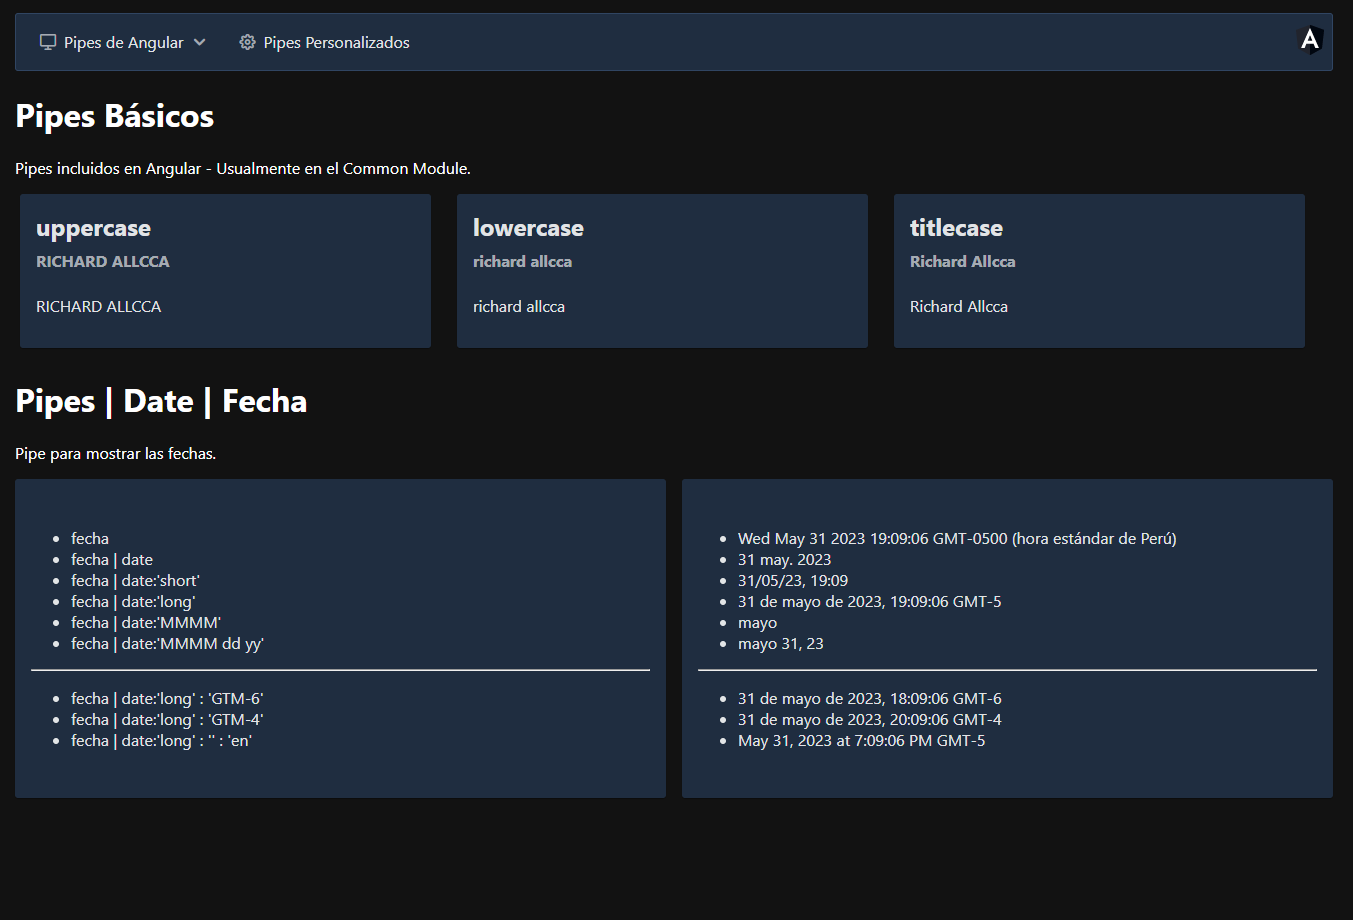 Pipes de Angular
Pipes Personalizados
A
Pipes Básicos
Pipes incluidos en Angular - Usualmente en el Common Module.
uppercase
RICHARD ALLCCA
RICHARD ALLCCA
lowercase
richard allcca
richard allcca
titlecase
Richard Allcca
Richard Allcca
Pipes | Date | Fecha
Pipe para mostrar las fechas.
fecha
fecha | date
fecha | date:'short'
fecha | date:'long'
fecha | date:'MMMM'
fecha | date:'MMMM dd yy'
fecha | date:'long' : 'GTM-6'
fecha | date:'long' : 'GTM-4'
fecha | date:'long' : '' : 'en'
Wed May 31 2023 19:09:06 GMT-0500 (hora estándar de Perú)
31 may. 2023
31/05/23, 19:09
31 de mayo de 2023, 19:09:06 GMT-5
mayo
mayo 31, 23
31 de mayo de 2023, 18:09:06 GMT-6
31 de mayo de 2023, 20:09:06 GMT-4
May 31, 2023 at 7:09:06 PM GMT-5